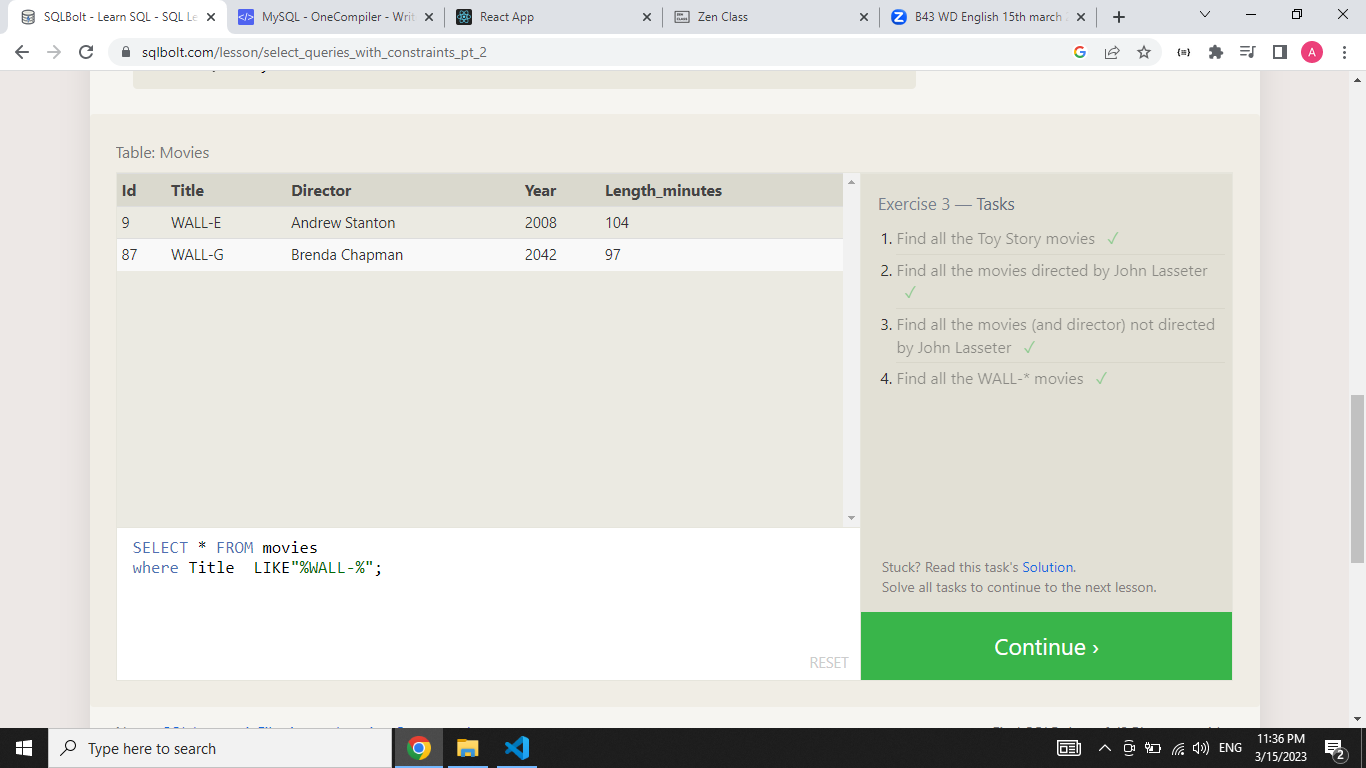 SQLBolt - Learn SQL - SQL Le
MySQL - OneCompiler - Writ
React App
Zen Class
B43 WD English 15th march
sqlbolt.com/lesson/select_queries_with_constraints_pt_2
A
Table: Movies
Id Title Director Year Length_minutes
9 WALL-E Andrew Stanton 2008 104
87 WALL-G Brenda Chapman 2042 97
Exercise 3 — Tasks
1. Find all the Toy Story movies ✓
2. Find all the movies directed by John Lasseter
✓
3. Find all the movies (and director) not directed
by John Lasseter ✓
4. Find all the WALL-* movies ✓
SELECT * FROM movies
where Title  LIKE"%WALL-%";
RESET
Stuck? Read this task's Solution.
Solve all tasks to continue to the next lesson.
Continue ›
Type here to search
ENG
11:36 PM
3/15/2023
2